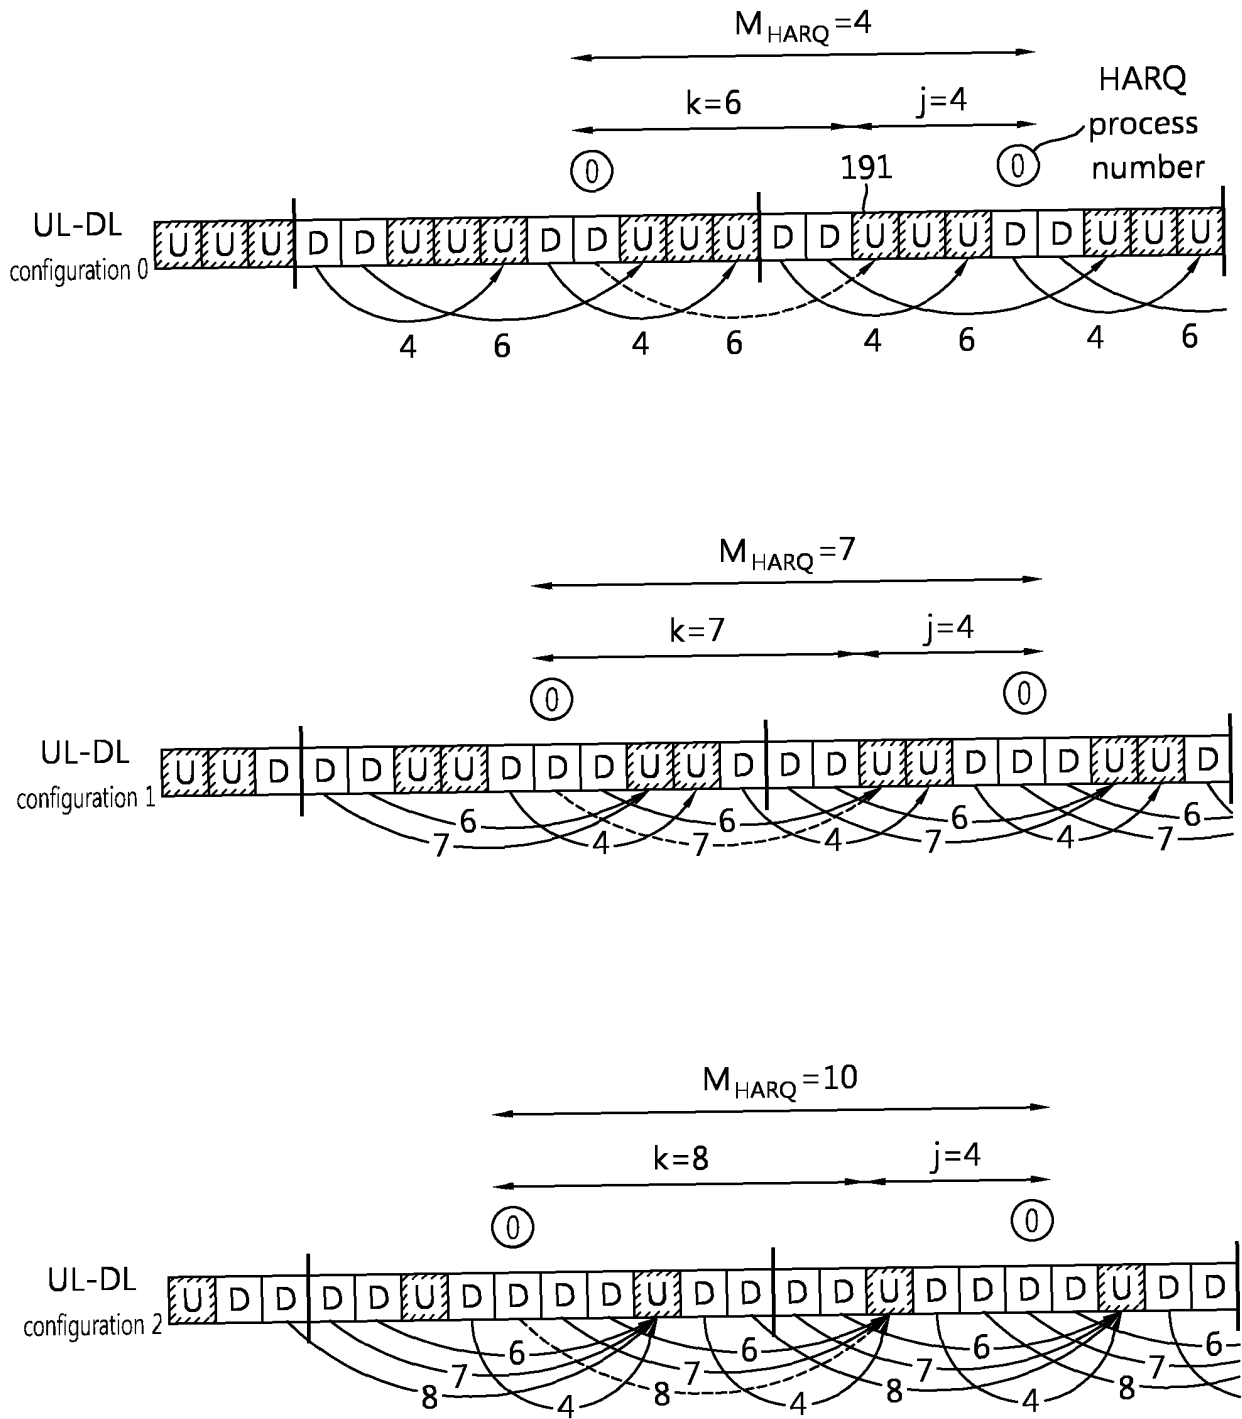 M HARQ =4
k=6 j=4
HARQ process number
0 0
191
UL-DL configuration 0
U U U D D U U U D D U U U D D U U U D D U U U
4 6 4 6 4 6 4 6
M HARQ =7
k=7 j=4
0 0
UL-DL configuration 1
U U D D D U U D D D U U D D D U U D D D U U D
6 6 6 6
7 4 7 4 7 4 7
M HARQ =10
k=8 j=4
0 0
UL-DL configuration 2
U D D D D U D D D D U D D D D U D D D D U D D
6 6 6 6
7 7 7 7
8 4 8 4 8 4 8